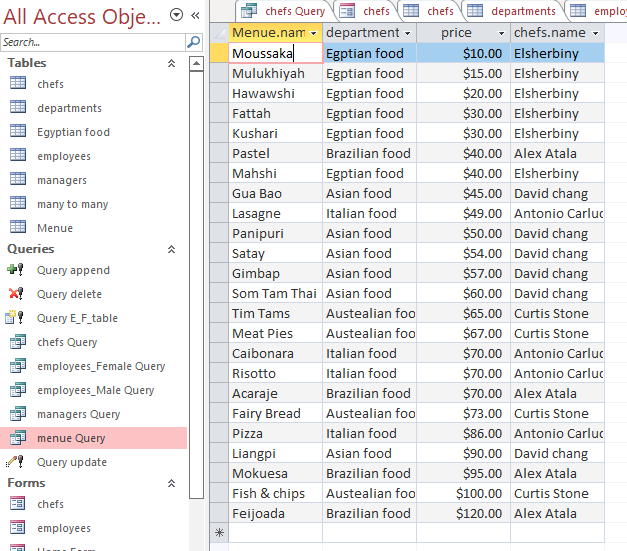 All Access Obje...
Search...
Tables
chefs
departments
Egyptian food
employees
managers
many to many
Menue
Queries
Query append
Query delete
Query E_F_table
chefs Query
employees_Female Query
employees_Male Query
managers Query
menue Query
Query update
Forms
chefs
employees
chefs Query chefs chefs departments employ
Menue.nam department price chefs.name
Moussaka Egptian food $10.00 Elsherbiny
Mulukhiyah Egptian food $15.00 Elsherbiny
Hawawshi Egptian food $20.00 Elsherbiny
Fattah Egptian food $30.00 Elsherbiny
Kushari Egptian food $30.00 Elsherbiny
Pastel Brazilian food $40.00 Alex Atala
Mahshi Egptian food $40.00 Elsherbiny
Gua Bao Asian food $45.00 David chang
Lasagne Italian food $49.00 Antonio Carluc
Panipuri Asian food $50.00 David chang
Satay Asian food $54.00 David chang
Gimbap Asian food $57.00 David chang
Som Tam Thai Asian food $60.00 David chang
Tim Tams Austealian foo $65.00 Curtis Stone
Meat Pies Austealian foo $67.00 Curtis Stone
Caibonara Italian food $70.00 Antonio Carluc
Risotto Italian food $70.00 Antonio Carluc
Acaraje Brazilian food $70.00 Alex Atala
Fairy Bread Austealian foo $73.00 Curtis Stone
Pizza Italian food $86.00 Antonio Carluc
Liangpi Asian food $90.00 David chang
Mokuesa Brazilian food $95.00 Alex Atala
Fish & chips Austealian foo $100.00 Curtis Stone
Feijoada Brazilian food $120.00 Alex Atala